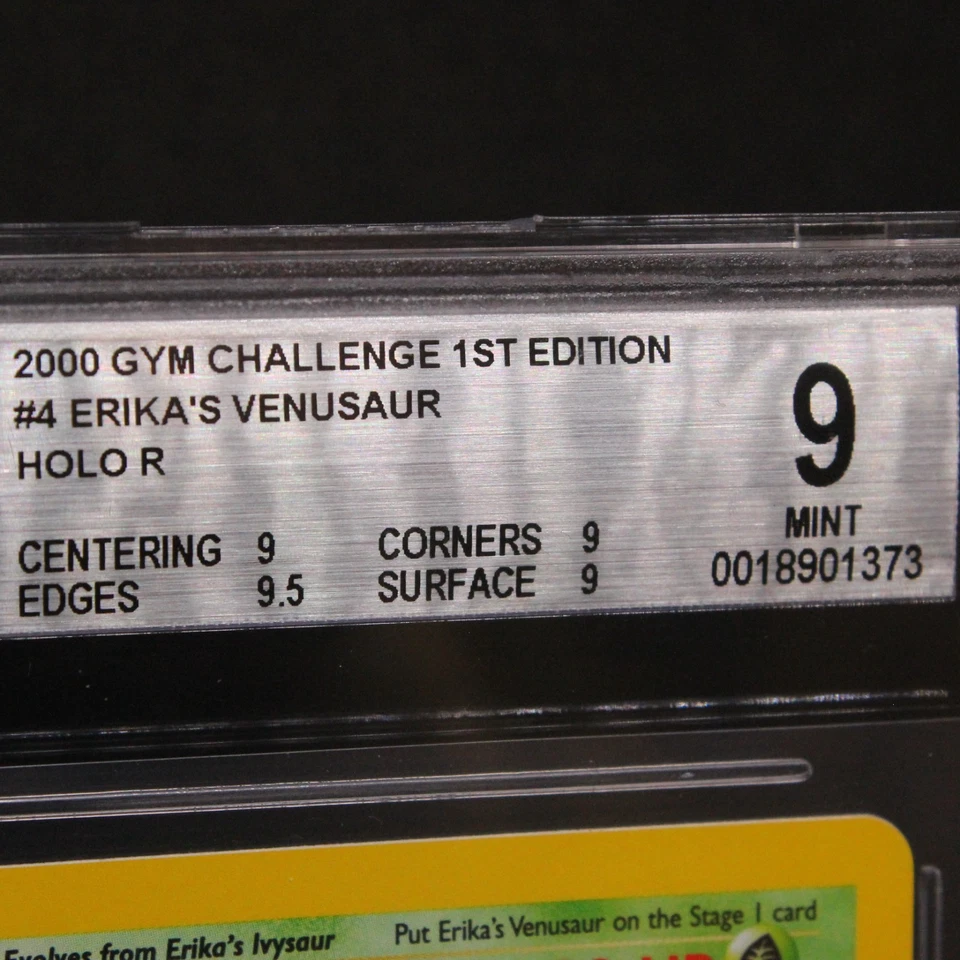 2000 GYM CHALLENGE 1ST EDITION
#4 ERIKA'S VENUSAUR
HOLO R
9
MINT
0018901373
CENTERING 9 CORNERS 9
EDGES 9.5 SURFACE 9
Evolves from Erika's Ivysaur Put Erika's Venusaur on the Stage 1 card